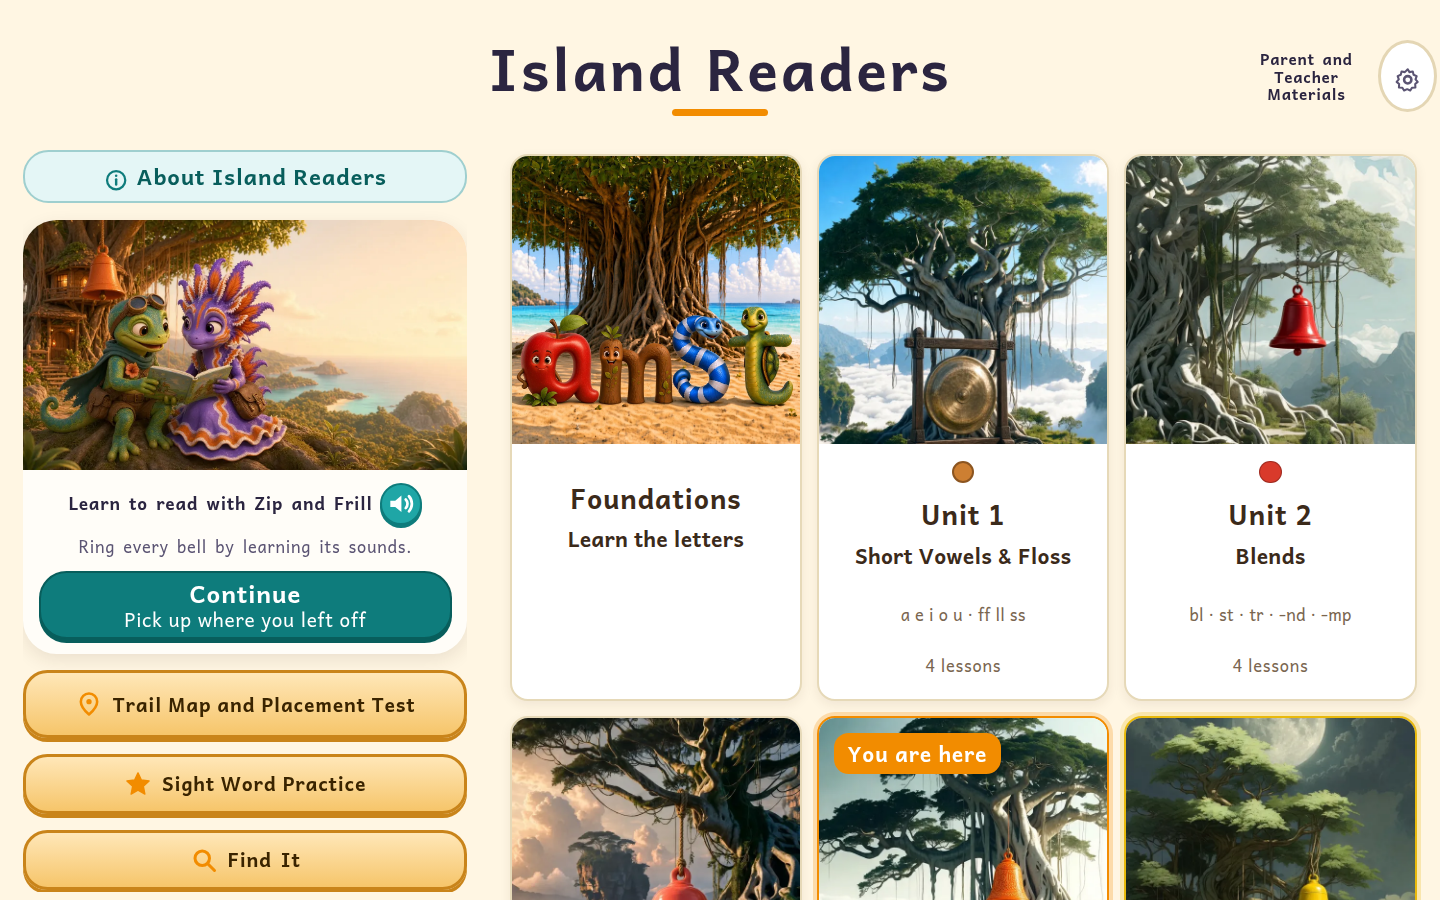 Island Readers
Parent and
Teacher
Materials
About Island Readers
Learn to read with Zip and Frill
Ring every bell by learning its sounds.
Continue
Pick up where you left off
Trail Map and Placement Test
Sight Word Practice
Find It
a m s t
Foundations
Learn the letters
Unit 1
Short Vowels & Floss
a e i o u · ff ll ss
4 lessons
Unit 2
Blends
bl · st · tr · -nd · -mp
4 lessons
You are here